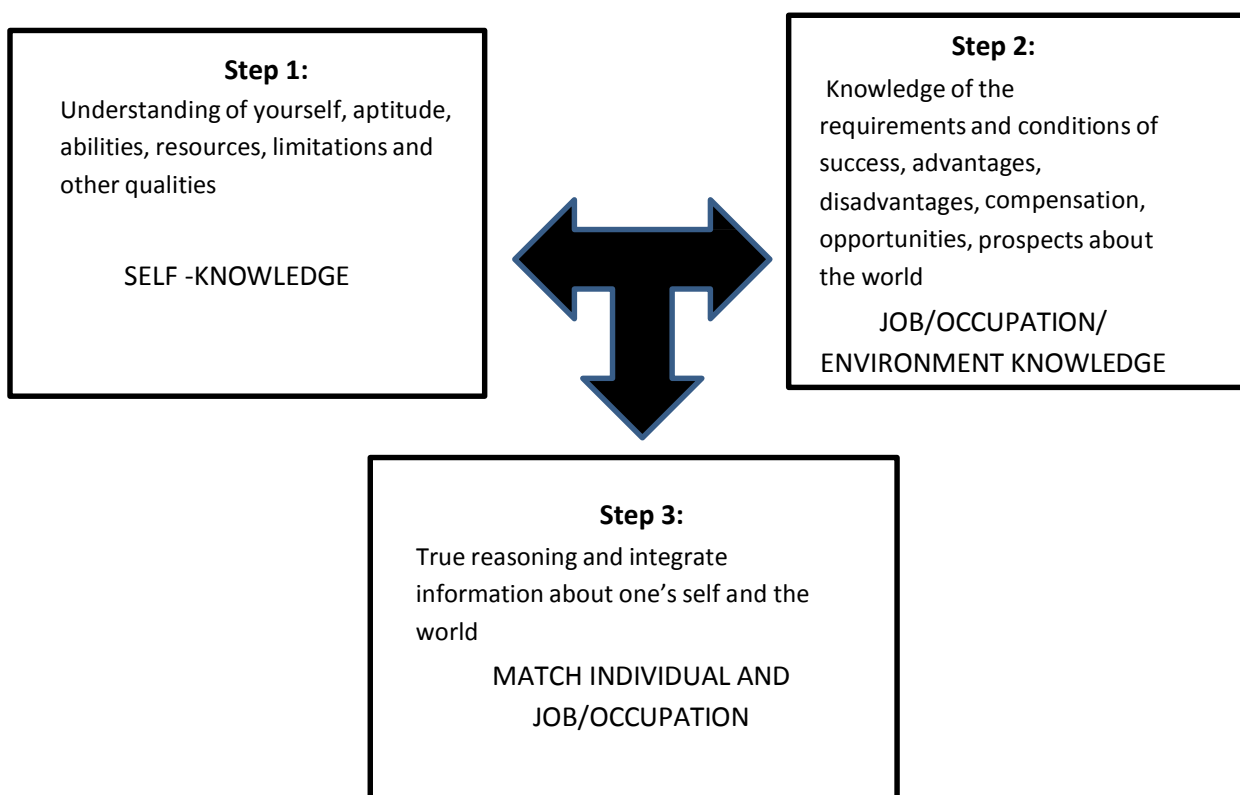 Step 1:
Understanding of yourself, aptitude,
abilities, resources, limitations and
other qualities
SELF -KNOWLEDGE
Step 2:
Knowledge of the
requirements and conditions of
success, advantages,
disadvantages, compensation,
opportunities, prospects about
the world
JOB/OCCUPATION/
ENVIRONMENT KNOWLEDGE
Step 3:
True reasoning and integrate
information about one’s self and the
world
MATCH INDIVIDUAL AND
JOB/OCCUPATION